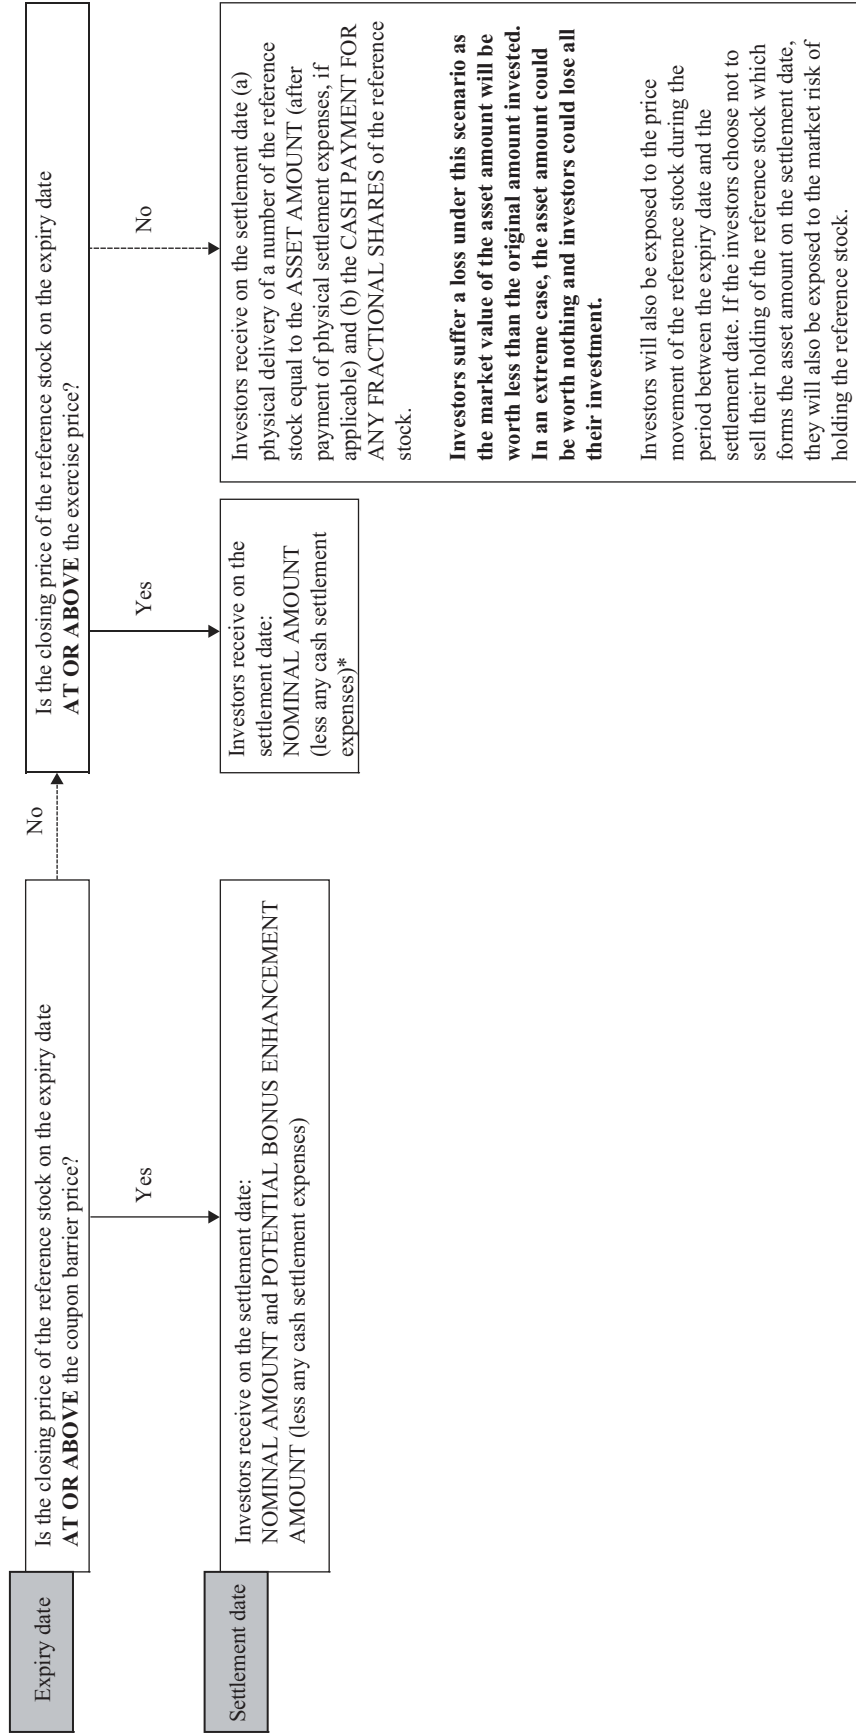 Expiry date
Is the closing price of the reference stock on the expiry date
AT OR ABOVE the coupon barrier price?
No
Is the closing price of the reference stock on the expiry date
AT OR ABOVE the exercise price?
Yes
Yes
No
Settlement date
Investors receive on the settlement date:
NOMINAL AMOUNT and POTENTIAL BONUS ENHANCEMENT
AMOUNT (less any cash settlement expenses)
Investors receive on the
settlement date:
NOMINAL AMOUNT
(less any cash settlement
expenses)*
Investors receive on the settlement date (a)
physical delivery of a number of the reference
stock equal to the ASSET AMOUNT (after
payment of physical settlement expenses, if
applicable) and (b) the CASH PAYMENT FOR
ANY FRACTIONAL SHARES of the reference
stock.
Investors suffer a loss under this scenario as
the market value of the asset amount will be
worth less than the original amount invested.
In an extreme case, the asset amount could
be worth nothing and investors could lose all
their investment.
Investors will also be exposed to the price
movement of the reference stock during the
period between the expiry date and the
settlement date. If the investors choose not to
sell their holding of the reference stock which
forms the asset amount on the settlement date,
they will also be exposed to the market risk of
holding the reference stock.